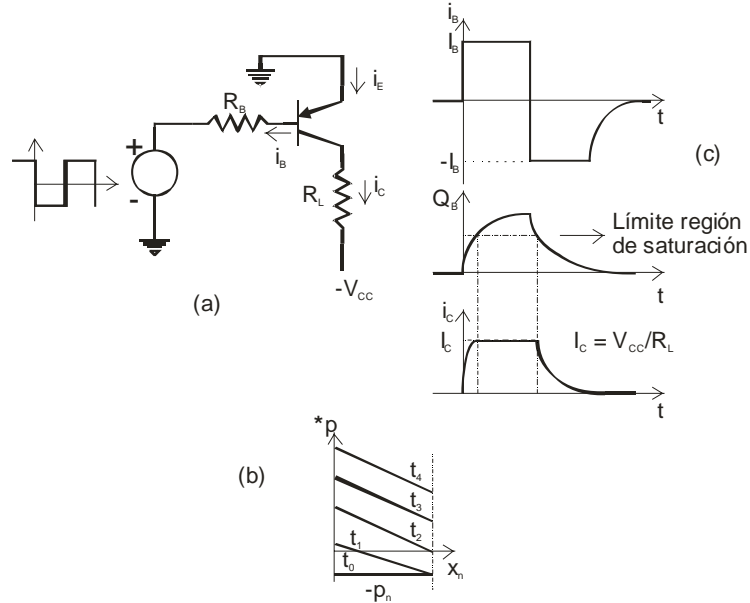 R_B
i_B
i_E
+
-
R_L
i_C
-V_CC
(a)
i_B
I_B
t
-I_B
(c)
Q_B
Límite región
de saturación
t
i_C
I_C
I_C = V_CC/R_L
t
(b)
*p
t_4
t_3
t_2
t_1
t_0
x_n
-p_n